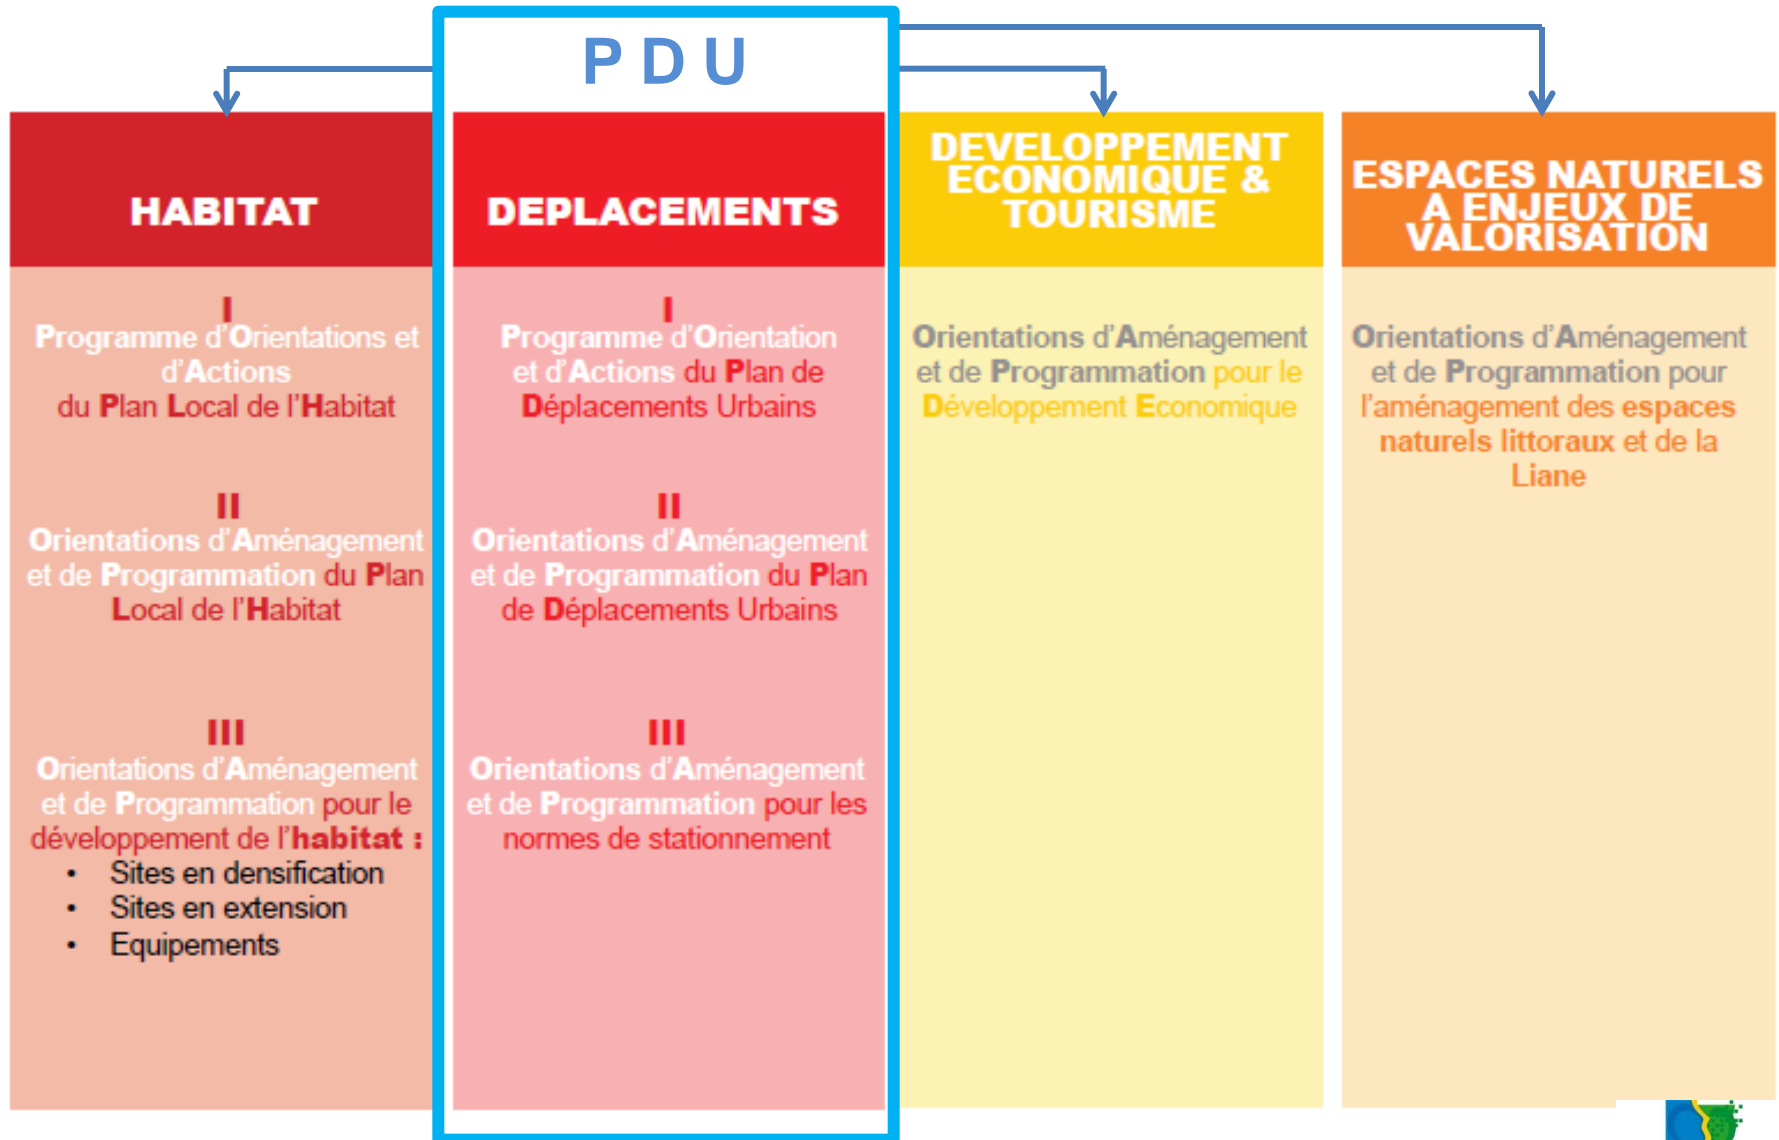 P D U
HABITAT
I
Programme d'Orientations et
d'Actions
du Plan Local de l'Habitat
II
Orientations d'Aménagement
et de Programmation du Plan
Local de l'Habitat
III
Orientations d'Aménagement
et de Programmation pour le
développement de l'habitat :
• Sites en densification
• Sites en extension
• Equipements
DEPLACEMENTS
I
Programme d'Orientation
et d'Actions du Plan de
Déplacements Urbains
II
Orientations d'Aménagement
et de Programmation du Plan
de Déplacements Urbains
III
Orientations d'Aménagement
et de Programmation pour les
normes de stationnement
DEVELOPPEMENT
ECONOMIQUE &
TOURISME
Orientations d'Aménagement
et de Programmation pour le
Développement Economique
ESPACES NATURELS
A ENJEUX DE
VALORISATION
Orientations d'Aménagement
et de Programmation pour
l'aménagement des espaces
naturels littoraux et de la
Liane